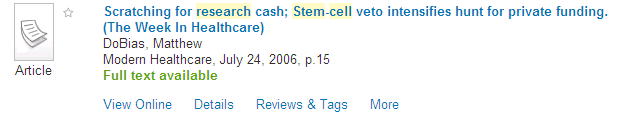 Scratching for research cash; Stem-cell veto intensifies hunt for private funding.
(The Week In Healthcare)
DoBias, Matthew
Modern Healthcare, July 24, 2006, p.15
Article
Full text available
View Online Details Reviews & Tags More